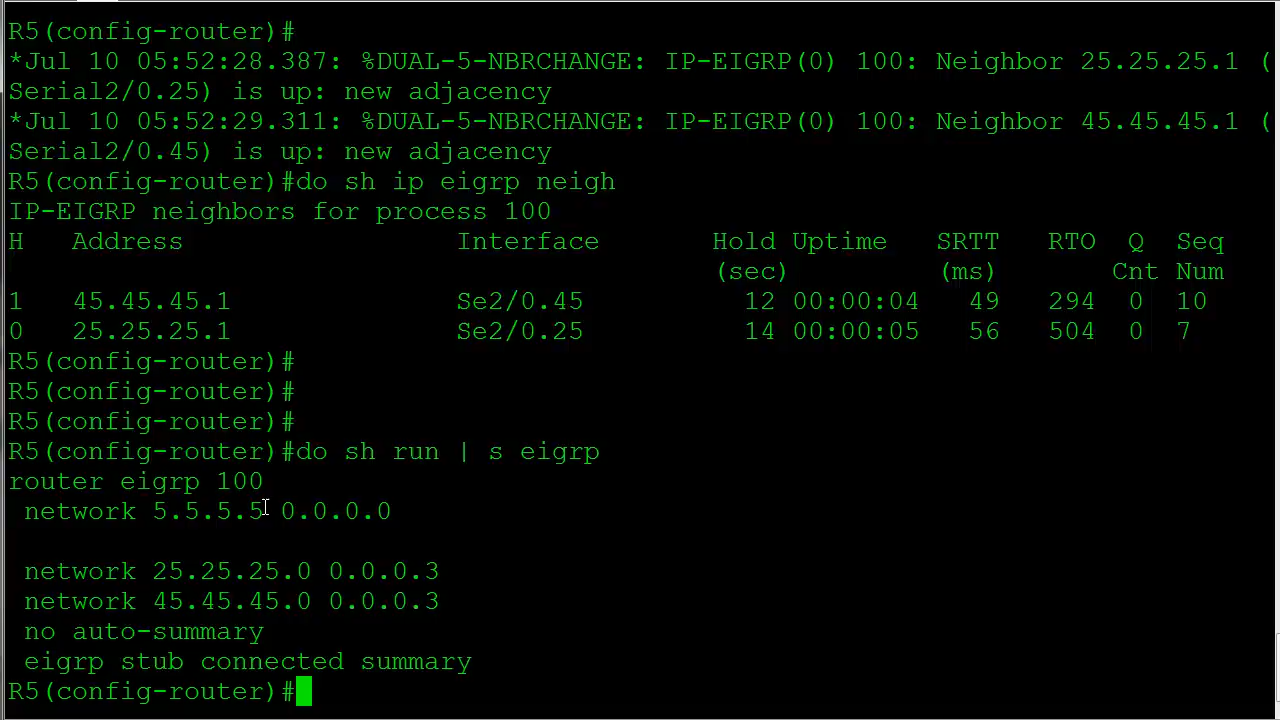 R5(config-router)#
*Jul 10 05:52:28.387: %DUAL-5-NBRCHANGE: IP-EIGRP(0) 100: Neighbor 25.25.25.1 (
Serial2/0.25) is up: new adjacency
*Jul 10 05:52:29.311: %DUAL-5-NBRCHANGE: IP-EIGRP(0) 100: Neighbor 45.45.45.1 (
Serial2/0.45) is up: new adjacency
R5(config-router)#do sh ip eigrp neigh
IP-EIGRP neighbors for process 100
H   Address                 Interface       Hold Uptime   SRTT   RTO  Q  Seq
                                            (sec)         (ms)       Cnt Num
1   45.45.45.1              Se2/0.45          12 00:00:04   49   294  0  10
0   25.25.25.1              Se2/0.25          14 00:00:05   56   504  0  7
R5(config-router)#
R5(config-router)#
R5(config-router)#
R5(config-router)#do sh run | s eigrp
router eigrp 100
 network 5.5.5.5 0.0.0.0
 network 25.25.25.0 0.0.0.3
 network 45.45.45.0 0.0.0.3
 no auto-summary
 eigrp stub connected summary
R5(config-router)#